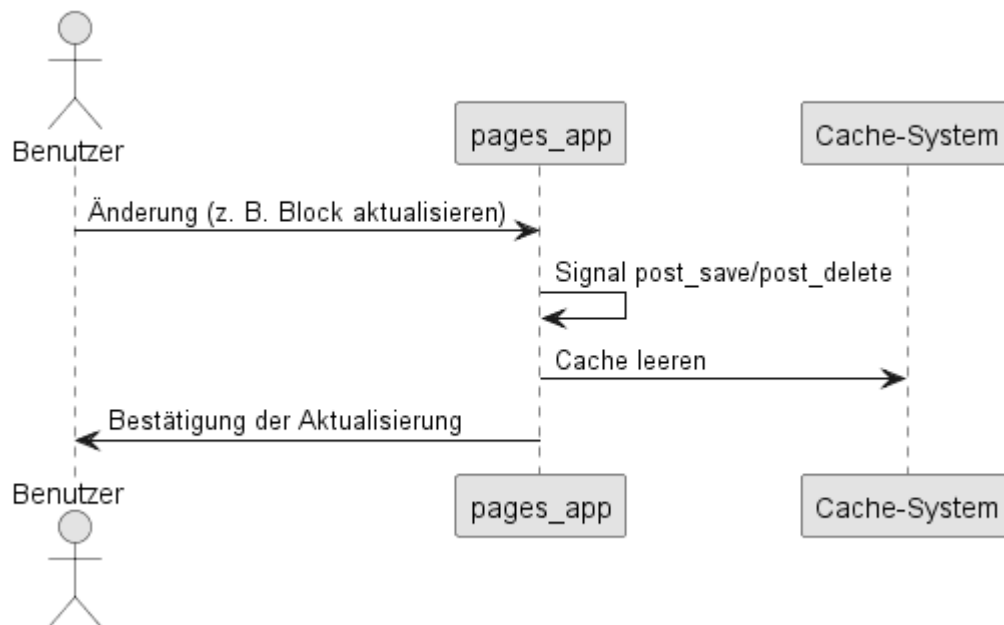 Benutzer
pages_app
Cache-System
Änderung (z. B. Block aktualisieren)
Signal post_save/post_delete
Cache leeren
Bestätigung der Aktualisierung
Benutzer
pages_app
Cache-System